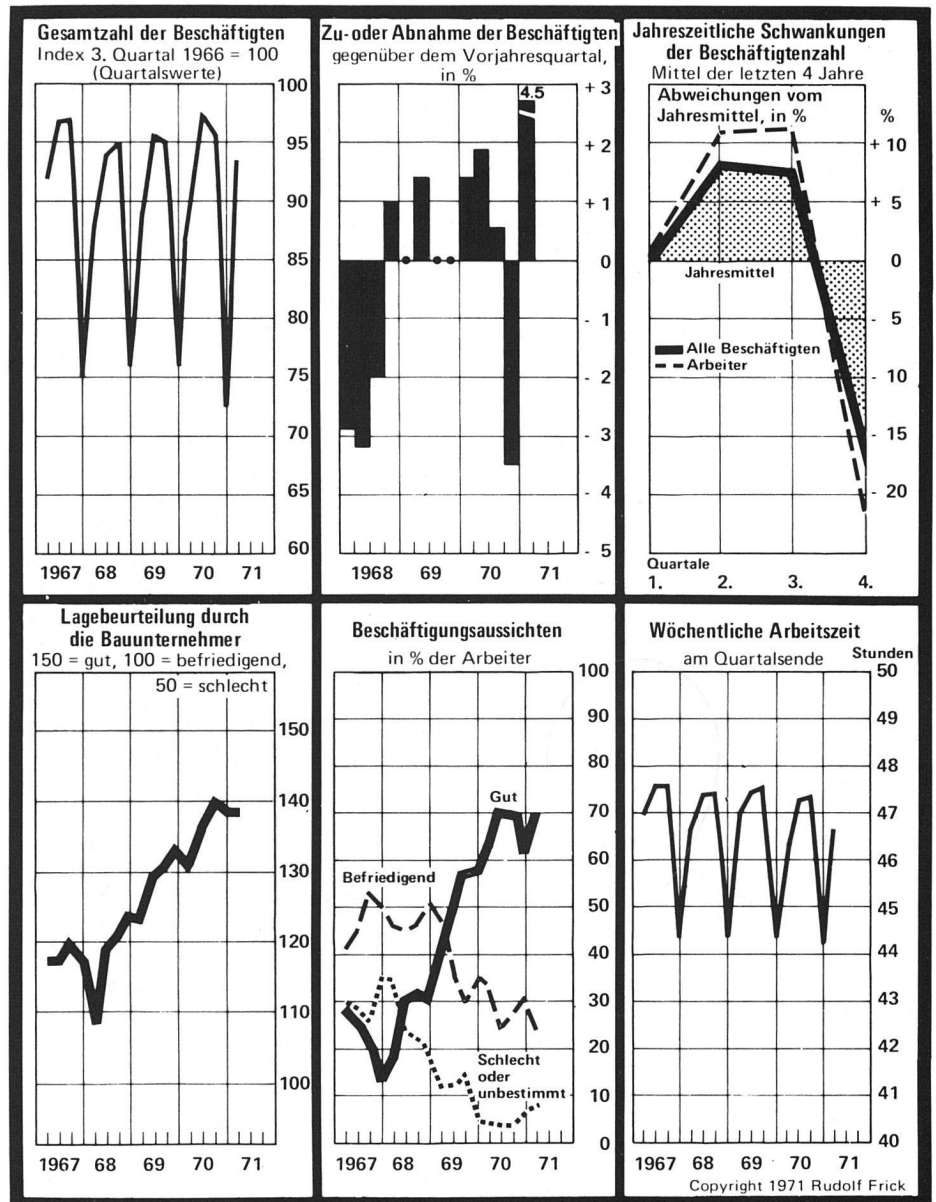 Gesamtzahl der Beschäftigten
Index 3. Quartal 1966 = 100
(Quartalswerte)
100
95
90
85
80
75
70
65
60
1967 68 69 70 71
Zu- oder Abnahme der Beschäftigten
gegenüber dem Vorjahresquartal,
in %
4.5
+ 3
+ 2
+ 1
0
- 1
- 2
- 3
- 4
- 5
1968 69 70 71
Jahreszeitliche Schwankungen
der Beschäftigtenzahl
Mittel der letzten 4 Jahre
Abweichungen vom
Jahresmittel, in %
%
+ 10
+ 5
0
- 5
- 10
- 15
- 20
Jahresmittel
Alle Beschäftigten
Arbeiter
Quartale
1. 2. 3. 4.
Lagebeurteilung durch
die Bauunternehmer
150 = gut, 100 = befriedigend,
50 = schlecht
150
140
130
120
110
100
1967 68 69 70 71
Beschäftigungsaussichten
in % der Arbeiter
100
90
80
70
60
50
40
30
20
10
0
Gut
Befriedigend
Schlecht
oder
unbestimmt
1967 68 69 70 71
Wöchentliche Arbeitszeit
am Quartalsende
Stunden
50
49
48
47
46
45
44
43
42
41
40
1967 68 69 70 71
Copyright 1971 Rudolf Frick